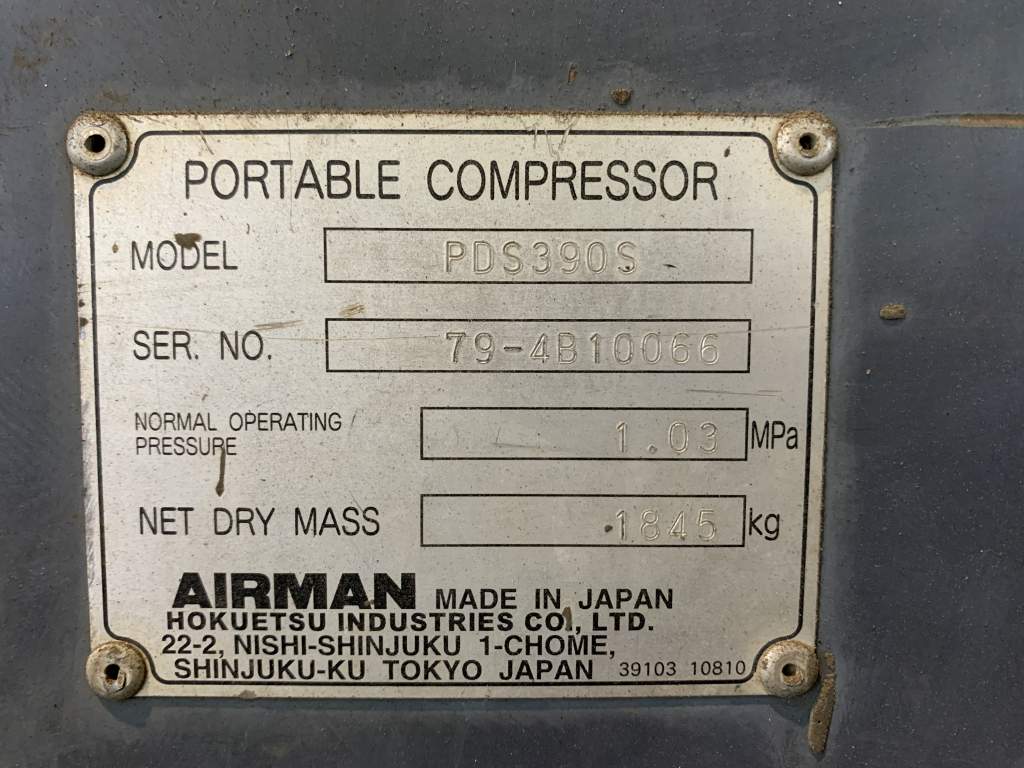 PORTABLE COMPRESSOR
MODEL PDS390S
SER. NO. 79-4B10066
NORMAL OPERATING
PRESSURE 1.03 MPa
NET DRY MASS 1845 kg
AIRMAN MADE IN JAPAN
HOKUETSU INDUSTRIES CO., LTD.
22-2, NISHI-SHINJUKU 1-CHOME,
SHINJUKU-KU TOKYO JAPAN 39103 10810